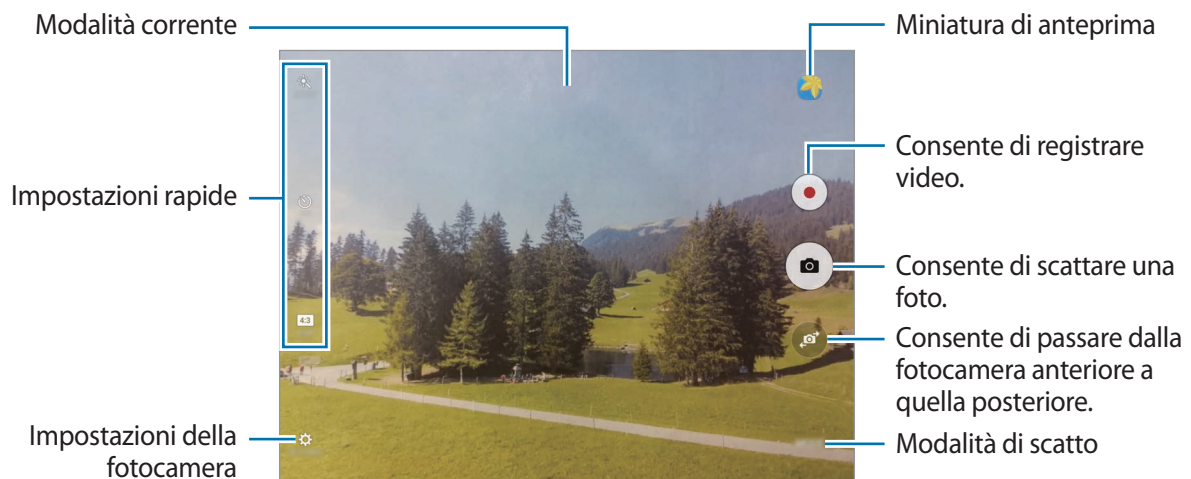 Modalità corrente
Miniatura di anteprima
Consente di registrare
video.
Impostazioni rapide
Consente di scattare una
foto.
4:3
Consente di passare dalla
fotocamera anteriore a
quella posteriore.
Impostazioni della
fotocamera
Modalità di scatto